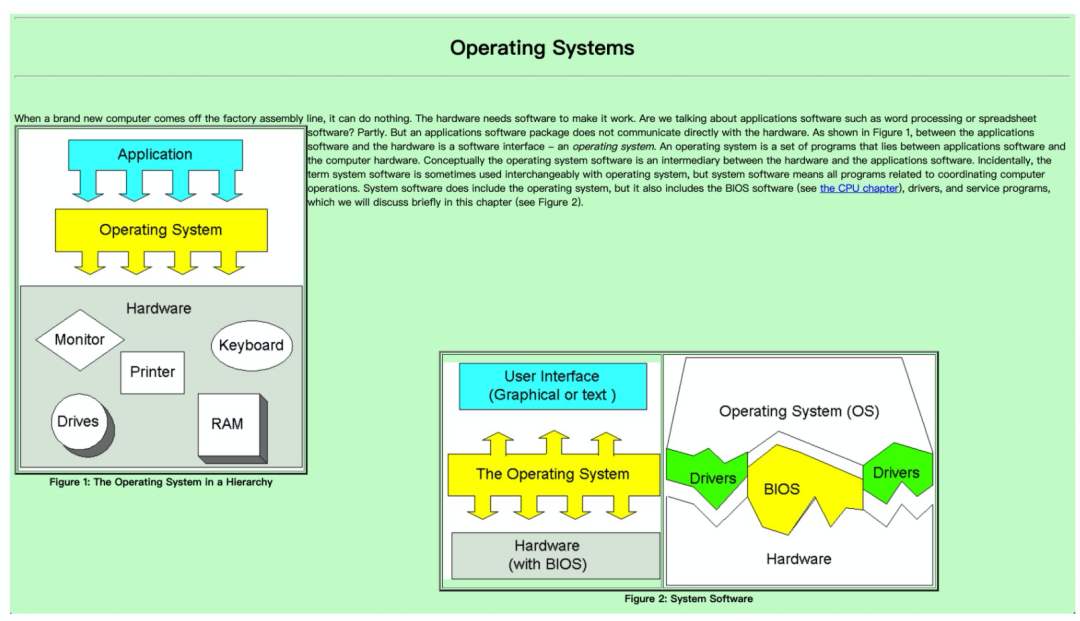 Operating Systems
When a brand new computer comes off the factory assembly line, it can do nothing. The hardware needs software to make it work. Are we talking about applications software such as word processing or spreadsheet
software? Partly. But an applications software package does not communicate directly with the hardware. As shown in Figure 1, between the applications
software and the hardware is a software interface – an operating system. An operating system is a set of programs that lies between applications software and
the computer hardware. Conceptually the operating system software is an intermediary between the hardware and the applications software. Incidentally, the
term system software is sometimes used interchangeably with operating system, but system software means all programs related to coordinating computer
operations. System software does include the operating system, but it also includes the BIOS software (see the CPU chapter), drivers, and service programs,
which we will discuss briefly in this chapter (see Figure 2).
Application
Operating System
Hardware
Monitor
Keyboard
Printer
Drives
RAM
Figure 1: The Operating System in a Hierarchy
User Interface
(Graphical or text )
The Operating System
Hardware
(with BIOS)
Operating System (OS)
Drivers
BIOS
Drivers
Hardware
Figure 2: System Software